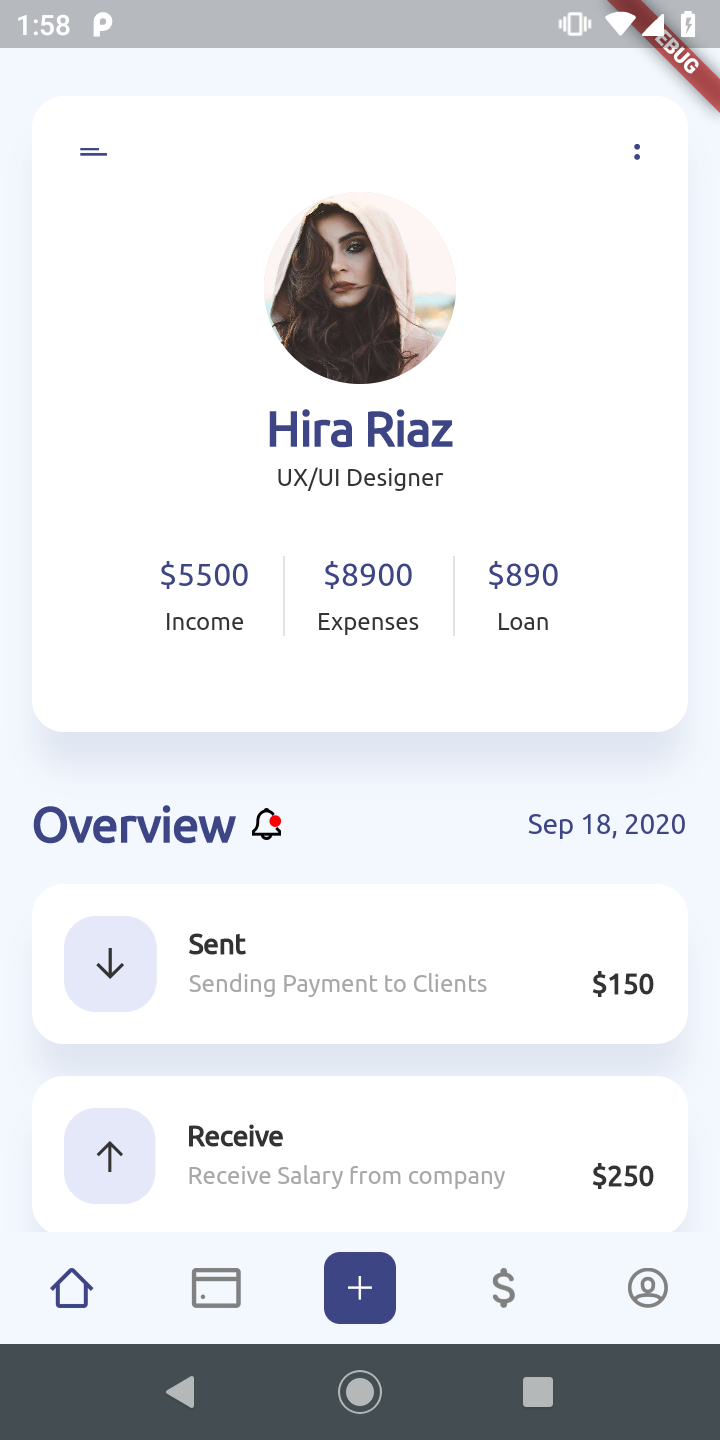 1:58
DEBUG
Hira Riaz
UX/UI Designer
$5500 $8900 $890
Income Expenses Loan
Overview Sep 18, 2020
Sent
Sending Payment to Clients
$150
Receive
Receive Salary from company
$250